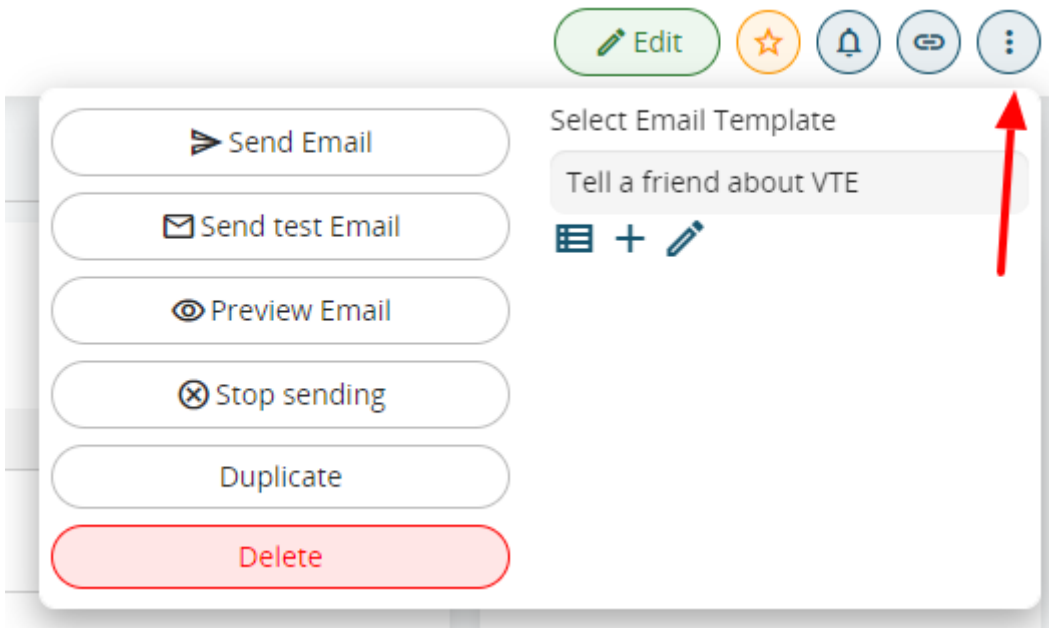 Edit
Send Email
Send test Email
Preview Email
Stop sending
Duplicate
Delete
Select Email Template
Tell a friend about VTE